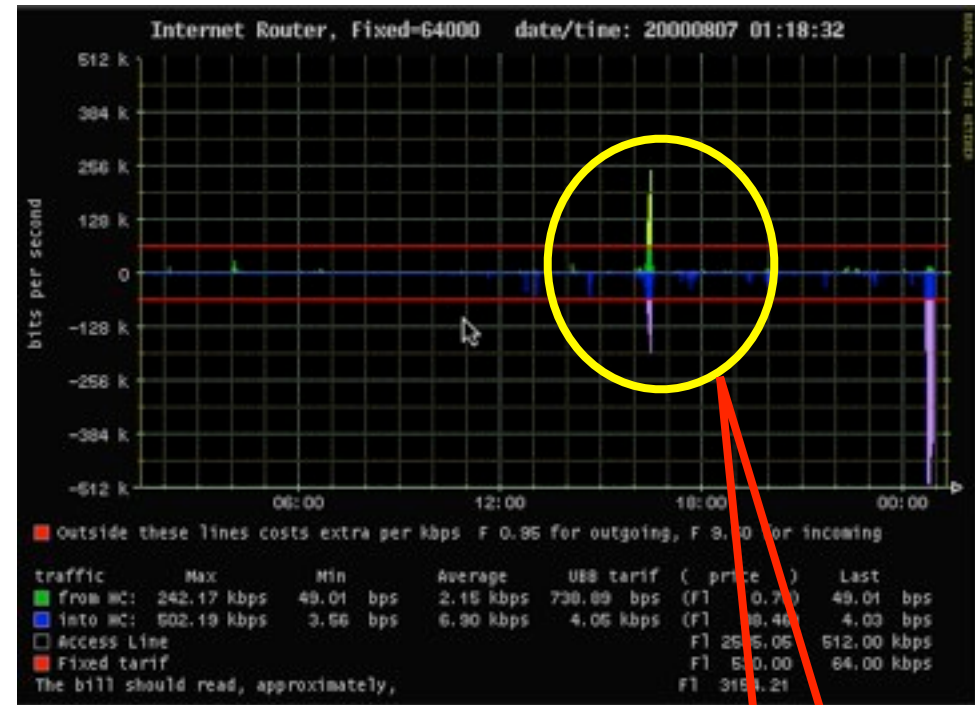 Internet Router, Fixed=64000 date/time: 20000807 01:18:32
512 k
384 k
256 k
128 k
0
-128 k
-256 k
-384 k
-512 k
bits per second
06:00 12:00 18:00 00:00
Outside these lines costs extra per kbps F 0.95 for outgoing, F for incoming
traffic Max Min Average UBB tarif ( price ) Last
from HC: 242.17 kbps 49.01 bps 2.15 kbps 738.89 bps (Fl 49.01 bps
into HC: 502.19 kbps 3.56 bps 6.90 kbps 4.05 kbps (Fl 4.03 bps
Access Line Fl 512.00 kbps
Fixed tarif Fl 64.00 kbps
The bill should read, approximately, Fl